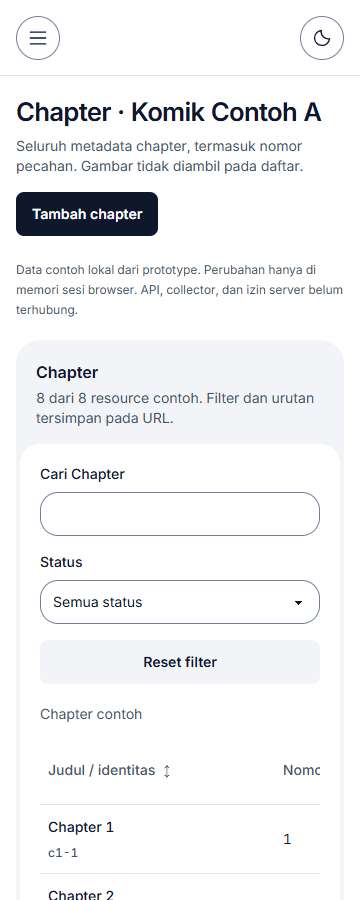 Chapter · Komik Contoh A
Seluruh metadata chapter, termasuk nomor
pecahan. Gambar tidak diambil pada daftar.
Tambah chapter
Data contoh lokal dari prototype. Perubahan hanya di
memori sesi browser. API, collector, dan izin server belum
terhubung.
Chapter
8 dari 8 resource contoh. Filter dan urutan
tersimpan pada URL.
Cari Chapter
Status
Semua status
Reset filter
Chapter contoh
Judul / identitas ↕ Nomo
Chapter 1
1
c1-1
Chapter 2